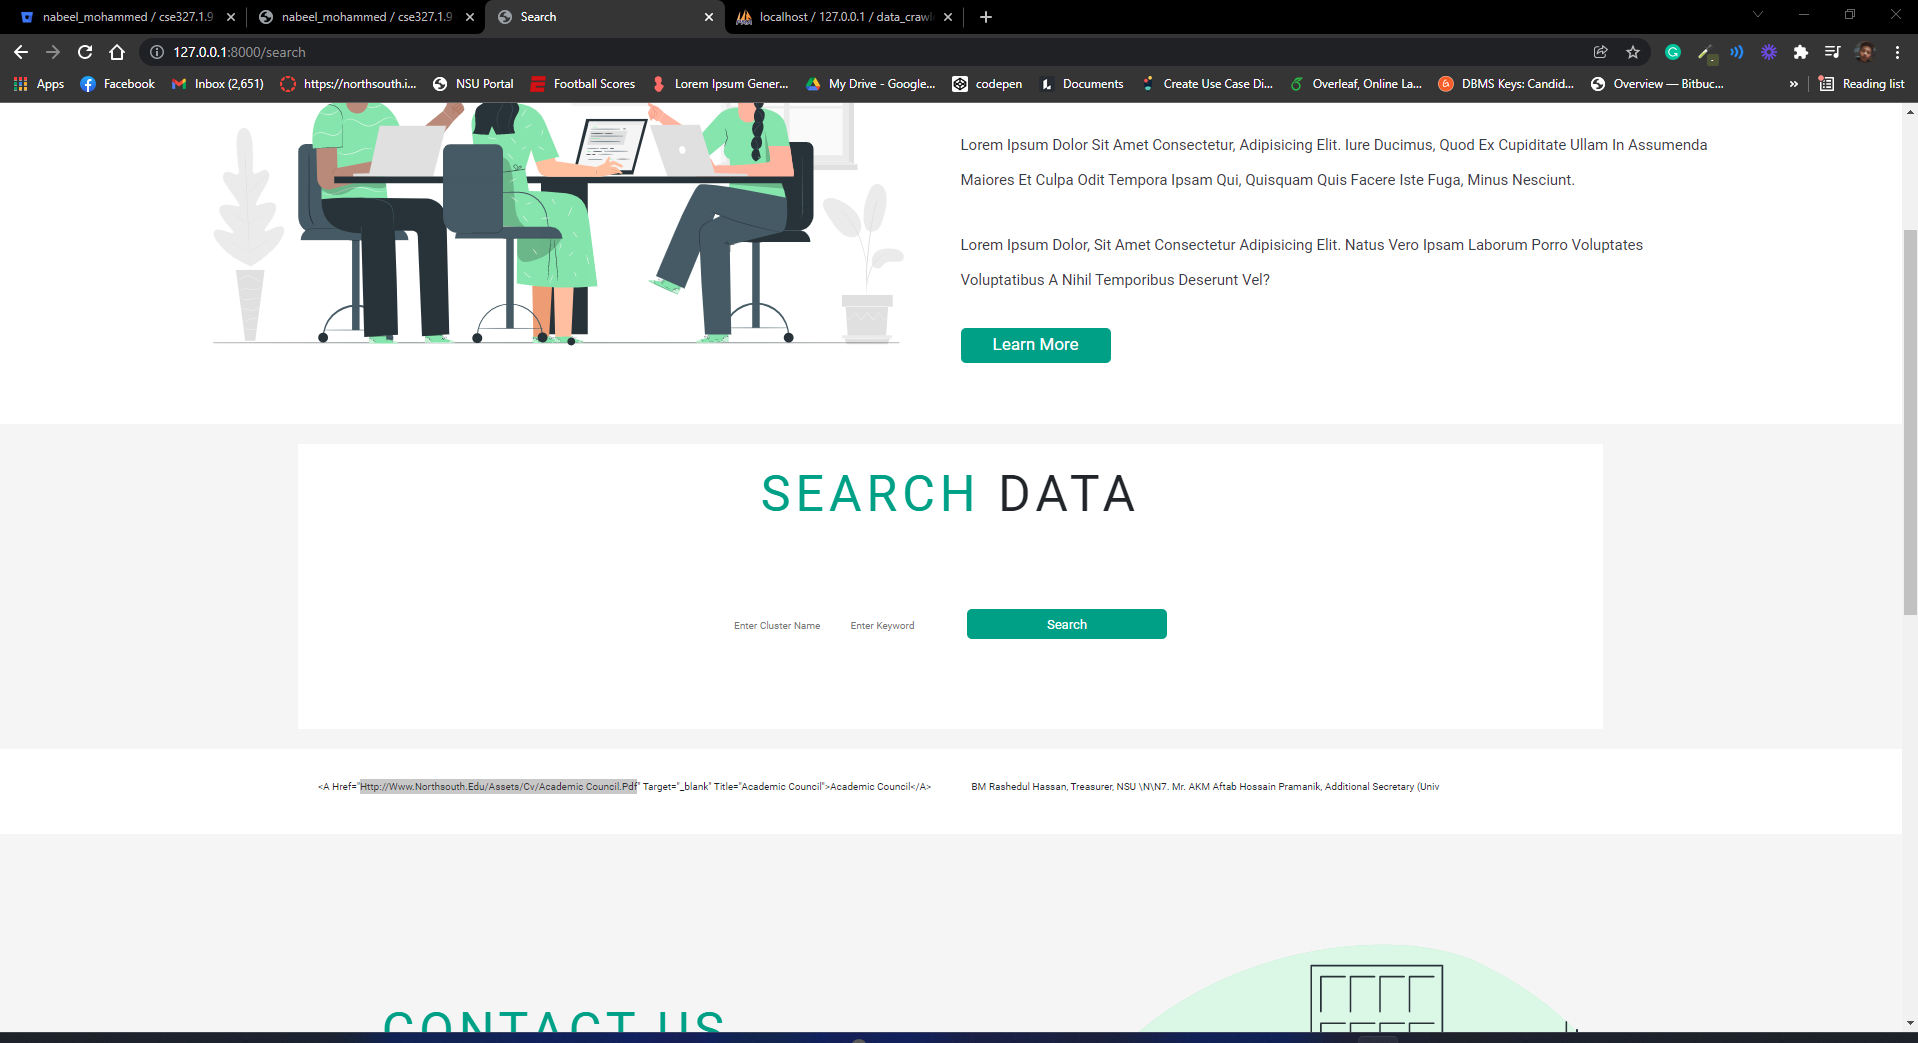 nabeel_mohammed / cse327.1.9
nabeel_mohammed / cse327.1.9
Search
localhost / 127.0.0.1 / data_crawl
127.0.0.1:8000/search
Apps
Facebook
Inbox (2,651)
https://northsouth.i...
NSU Portal
Football Scores
Lorem Ipsum Gener...
My Drive - Google...
codepen
Documents
Create Use Case Di...
Overleaf, Online La...
DBMS Keys: Candid...
Overview — Bitbuc...
»
Reading list
Lorem Ipsum Dolor Sit Amet Consectetur, Adipisicing Elit. Iure Ducimus, Quod Ex Cupiditate Ullam In Assumenda
Maiores Et Culpa Odit Tempora Ipsam Qui, Quisquam Quis Facere Iste Fuga, Minus Nesciunt.
Lorem Ipsum Dolor, Sit Amet Consectetur Adipisicing Elit. Natus Vero Ipsam Laborum Porro Voluptates
Voluptatibus A Nihil Temporibus Deserunt Vel?
Learn More
SEARCH DATA
Enter Cluster Name
Enter Keyword
Search
<A Href="Http://Www.Northsouth.Edu/Assets/Cv/Academic Council.Pdf" Target="_blank" Title="Academic Council">Academic Council</A>
BM Rashedul Hassan, Treasurer, NSU \N\N7. Mr. AKM Aftab Hossain Pramanik, Additional Secretary (Univ
CONTACT US